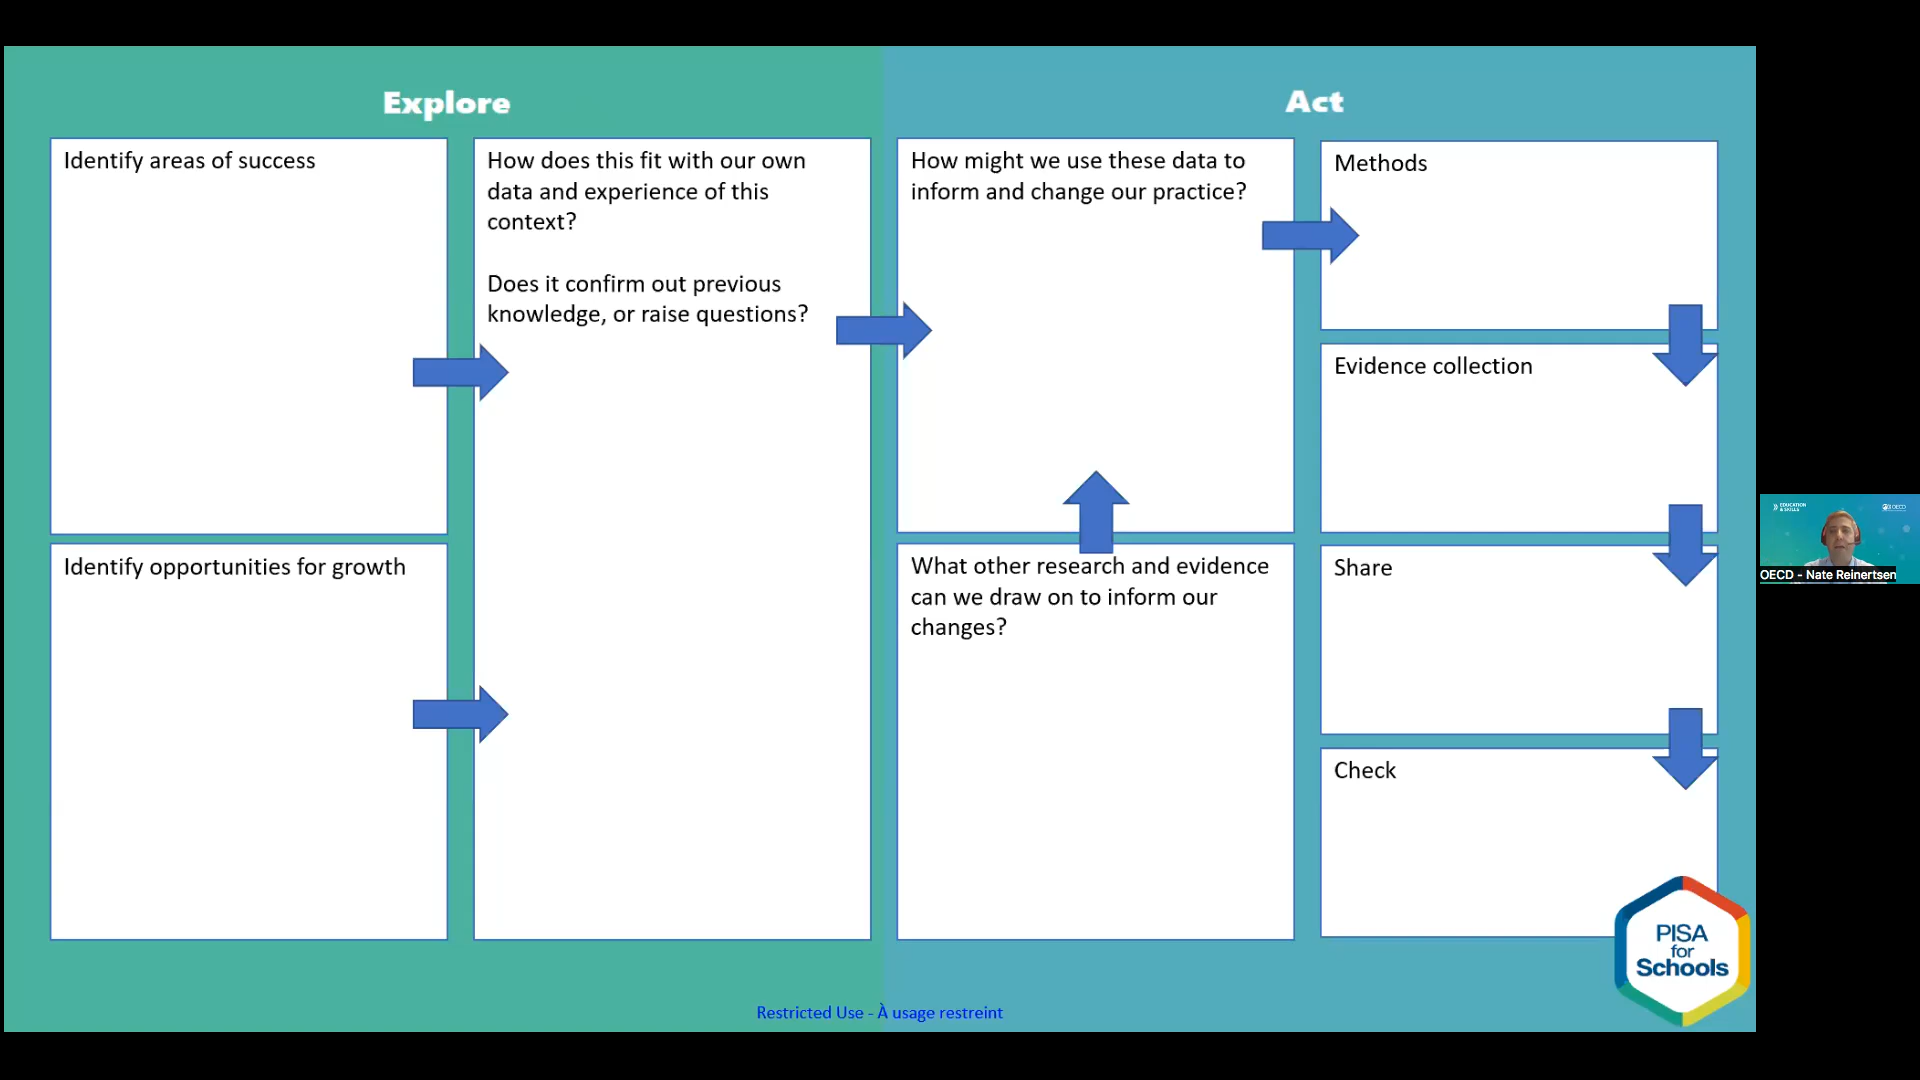 Explore
Act
Identify areas of success
How does this fit with our own
data and experience of this
context?
Does it confirm out previous
knowledge, or raise questions?
Identify opportunities for growth
How might we use these data to
inform and change our practice?
What other research and evidence
can we draw on to inform our
changes?
Methods
Evidence collection
Share
Check
PISA
for
Schools
Restricted Use - À usage restreint
EDUCATION
& SKILLS
OECD
OECD - Nate Reinertsen